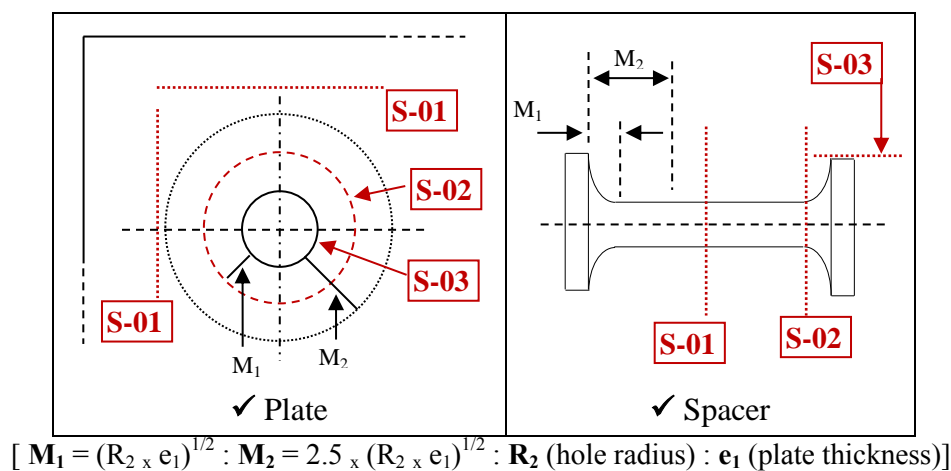 S-01
S-02
S-03
S-01
M₁
M₂
✓ Plate
M₂
S-03
M₁
S-01
S-02
✓ Spacer
[ M₁ = (R₂ ₓ e₁)^1/2 : M₂ = 2.5 ₓ (R₂ ₓ e₁)^1/2 : R₂ (hole radius) : e₁ (plate thickness)]